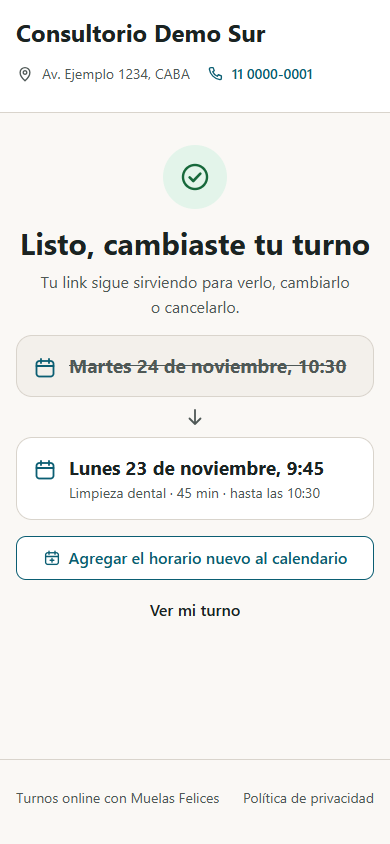 Consultorio Demo Sur
Av. Ejemplo 1234, CABA
11 0000-0001
Listo, cambiaste tu turno
Tu link sigue sirviendo para verlo, cambiarlo
o cancelarlo.
Martes 24 de noviembre, 10:30
Lunes 23 de noviembre, 9:45
Limpieza dental · 45 min · hasta las 10:30
Agregar el horario nuevo al calendario
Ver mi turno
Turnos online con Muelas Felices
Política de privacidad